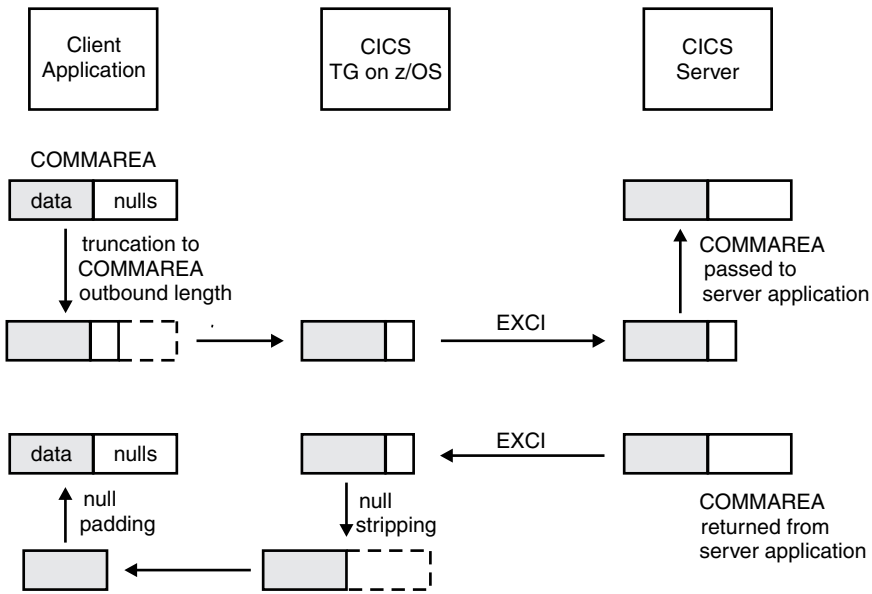 Client
Application
CICS
TG on z/OS
CICS
Server
COMMAREA
data
nulls
truncation to
COMMAREA
outbound length
COMMAREA
passed to
server application
EXCI
data
nulls
EXCI
null
padding
null
stripping
COMMAREA
returned from
server application